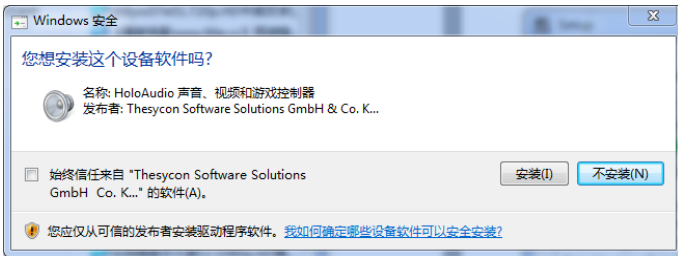 Windows 安全
您想安装这个设备软件吗?
名称: HoloAudio 声音、视频和游戏控制器
发布者: Thesycon Software Solutions GmbH & Co. K...
始终信任来自 "Thesycon Software Solutions
GmbH Co. K..." 的软件(A)。
安装(I)
不安装(N)
您应仅从可信的发布者安装驱动程序软件。我如何确定哪些设备软件可以安全安装?